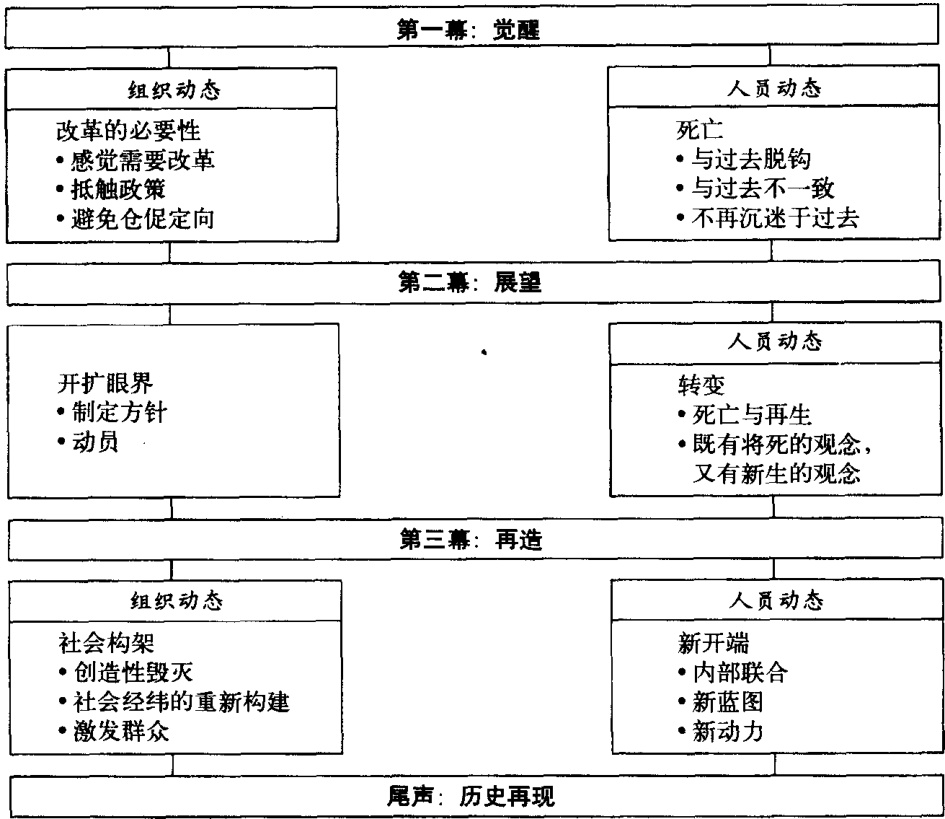 第一幕：觉醒
组织动态
改革的必要性
•感觉需要改革
•抵触政策
•避免仓促定向
人员动态
死亡
•与过去脱钩
•与过去不一致
•不再沉迷于过去
第二幕：展望
开扩眼界
•制定方针
•动员
人员动态
转变
•死亡与再生
•既有将死的观念，
又有新生的观念
第三幕：再造
组织动态
社会构架
•创造性毁灭
•社会经纬的重新构建
•激发群众
人员动态
新开端
•内部联合
•新蓝图
•新动力
尾声：历史再现